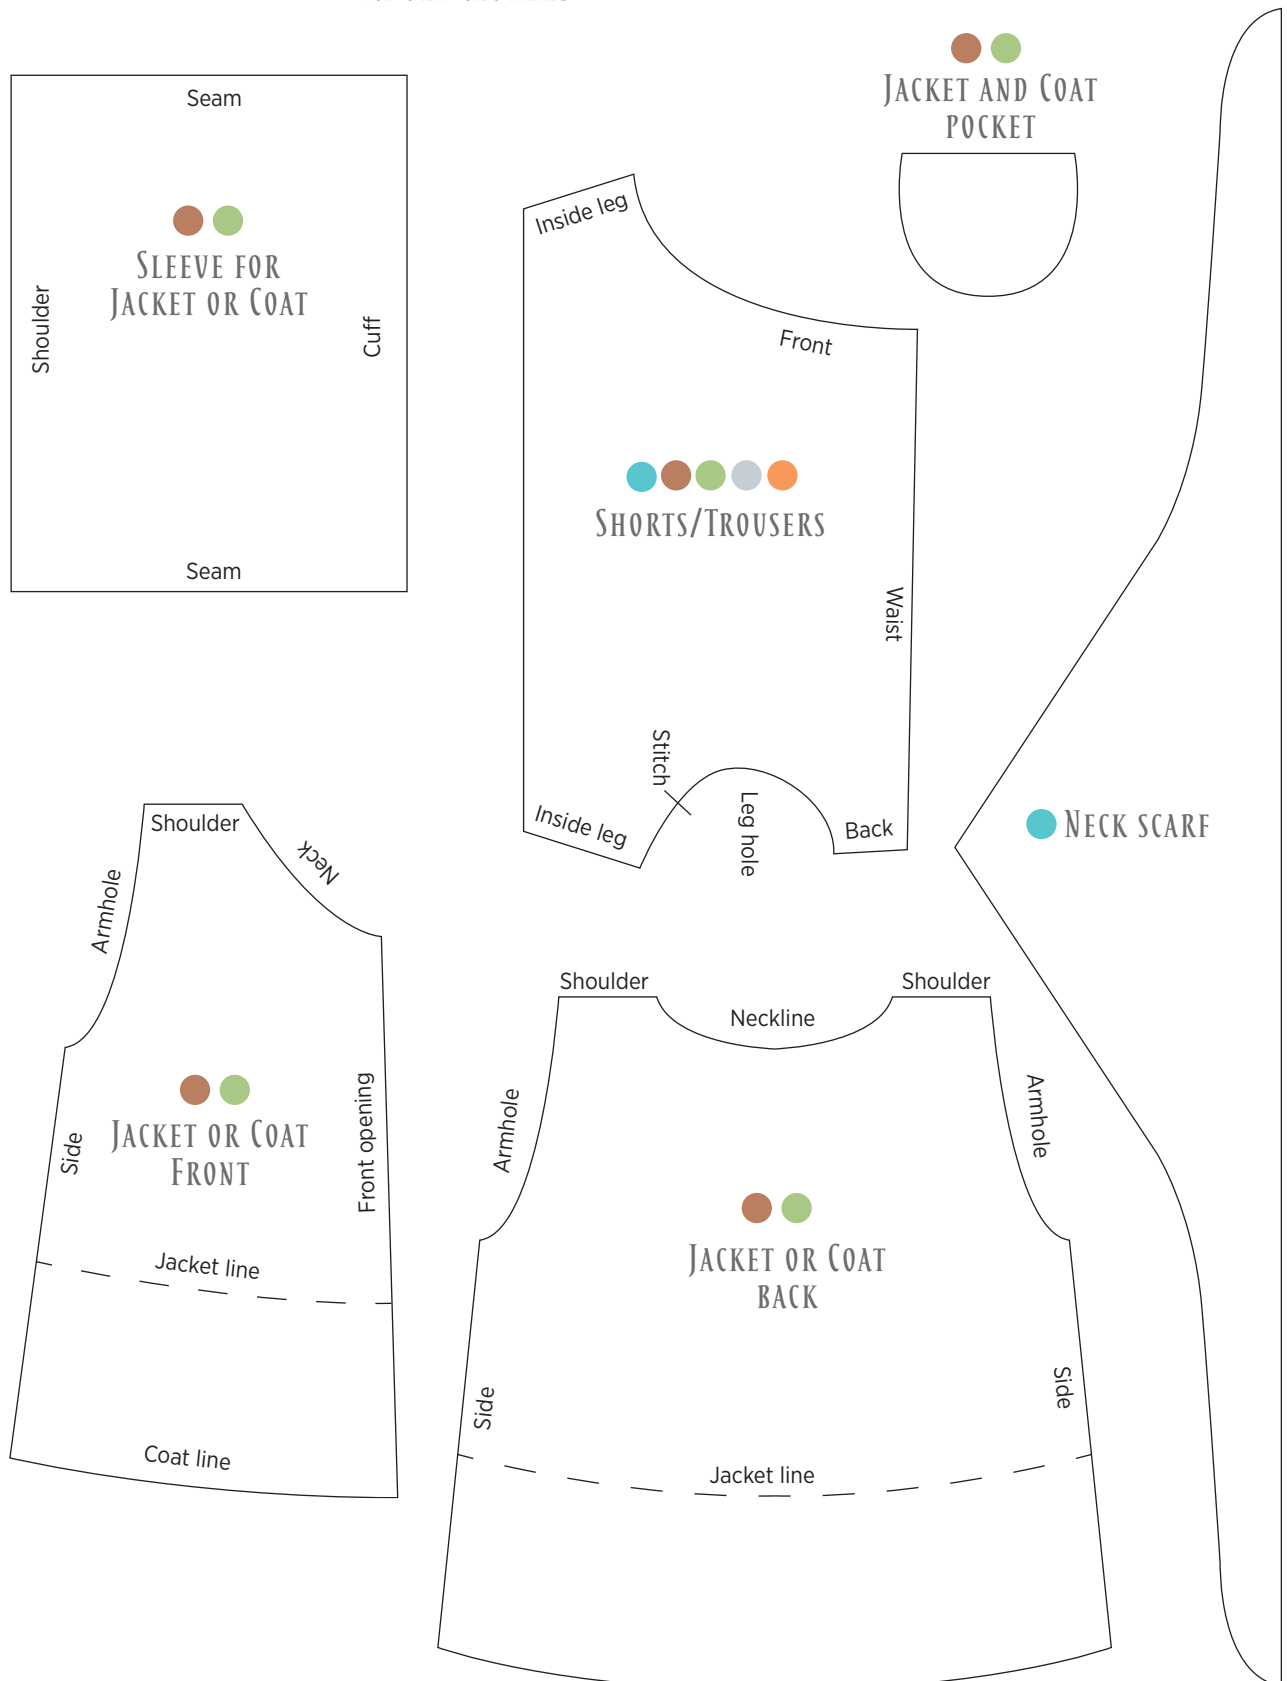 Jacket and Coat
pocket
Seam
Sleeve for
Jacket or Coat
Shoulder
Cuff
Seam
Inside leg
Front
Shorts/Trousers
Waist
Stitch
Leg hole
Inside leg
Back
Neck scarf
Shoulder
Neck
Armhole
Side
Jacket or Coat
Front
Front opening
Jacket line
Coat line
Shoulder
Shoulder
Neckline
Armhole
Armhole
Jacket or Coat
back
Side
Side
Jacket line